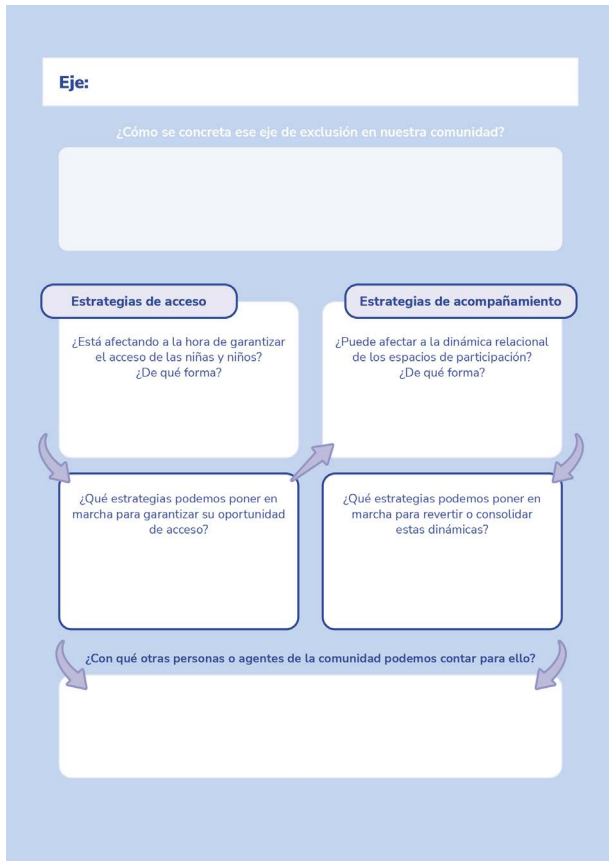 Eje:
¿Cómo se concreta ese eje de exclusión en nuestra comunidad?
Estrategias de acceso
¿Está afectando a la hora de garantizar
el acceso de las niñas y niños?
¿De qué forma?
¿Qué estrategias podemos poner en
marcha para garantizar su oportunidad
de acceso?
Estrategias de acompañamiento
¿Puede afectar a la dinámica relacional
de los espacios de participación?
¿De qué forma?
¿Qué estrategias podemos poner en
marcha para revertir o consolidar
estas dinámicas?
¿Con qué otras personas o agentes de la comunidad podemos contar para ello?